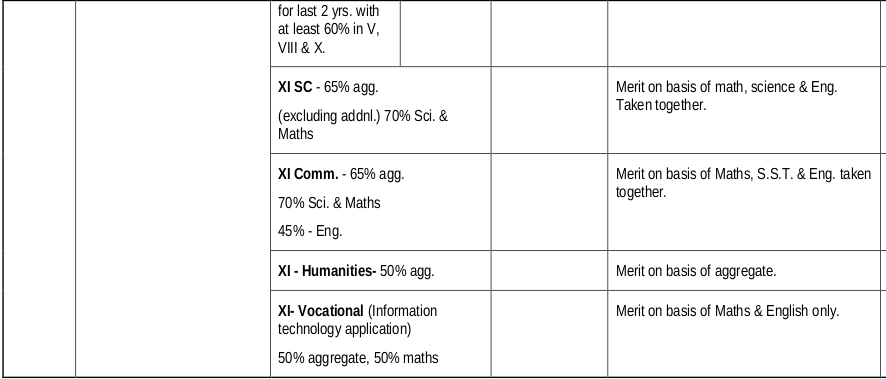 for last 2 yrs. with
at least 60% in V,
VIII & X.
XI SC - 65% agg.
(excluding addnl.) 70% Sci. &
Maths
Merit on basis of math, science & Eng.
Taken together.
XI Comm. - 65% agg.
70% Sci. & Maths
45% - Eng.
Merit on basis of Maths, S.S.T. & Eng. taken
together.
XI - Humanities- 50% agg.
Merit on basis of aggregate.
XI- Vocational (Information
technology application)
50% aggregate, 50% maths
Merit on basis of Maths & English only.